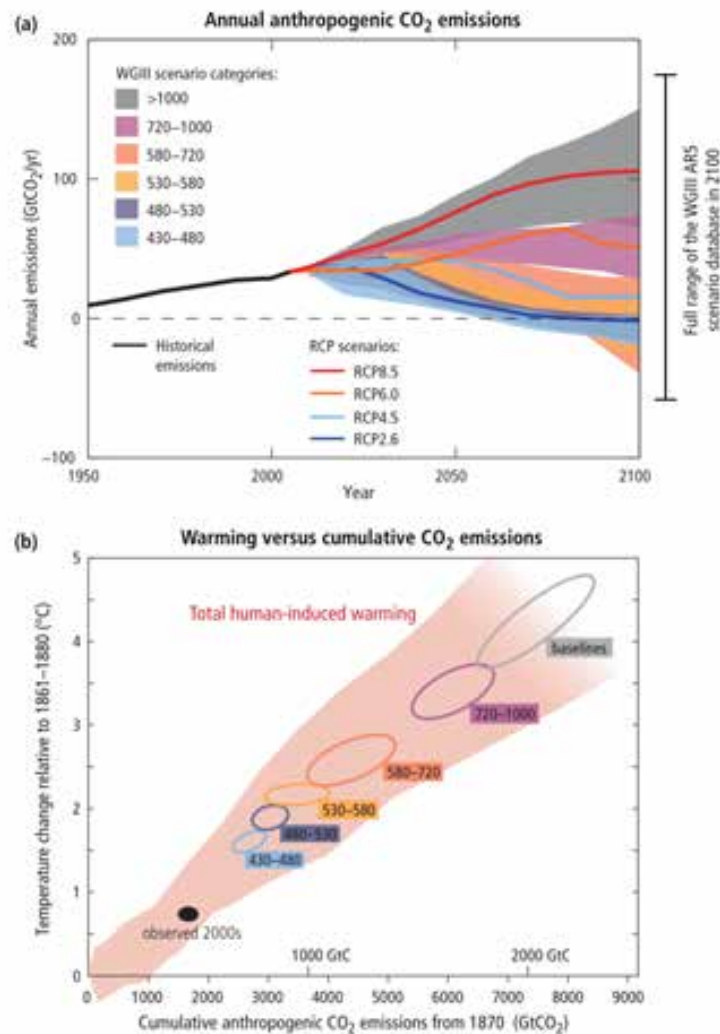 (a)
Annual anthropogenic CO₂ emissions
200
WGIII scenario categories:
>1000
720–1000
580–720
530–580
480–530
430–480
100
0
−100
Annual emissions (GtCO₂/yr)
Historical
emissions
RCP scenarios:
RCP8.5
RCP6.0
RCP4.5
RCP2.6
1950
2000
2050
2100
Year
Full range of the WGIII AR5
scenario database in 2100
(b)
Warming versus cumulative CO₂ emissions
5
4
3
2
1
0
Temperature change relative to 1861–1880 (°C)
Total human-induced warming
baselines
720–1000
580–720
530–580
480–530
430–480
observed 2000s
1000 GtC
2000 GtC
0
1000
2000
3000
4000
5000
6000
7000
8000
9000
Cumulative anthropogenic CO₂ emissions from 1870 (GtCO₂)